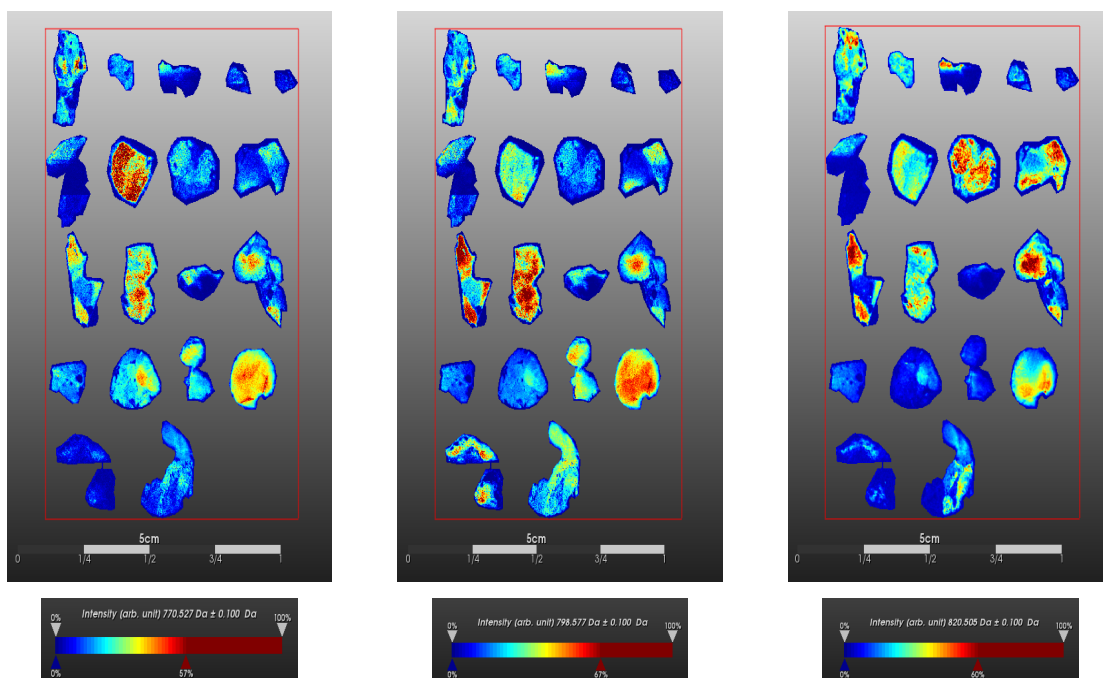 5cm
0 1/4 1/2 3/4 1
5cm
0 1/4 1/2 3/4 1
5cm
0 1/4 1/2 3/4 1
0% Intensity (arb. unit) 770.527 Da ± 0.100 Da 100%
0% 57%
0% Intensity (arb. unit) 798.577 Da ± 0.100 Da 100%
0% 67%
0% Intensity (arb. unit) 820.505 Da ± 0.100 Da 100%
0% 60%